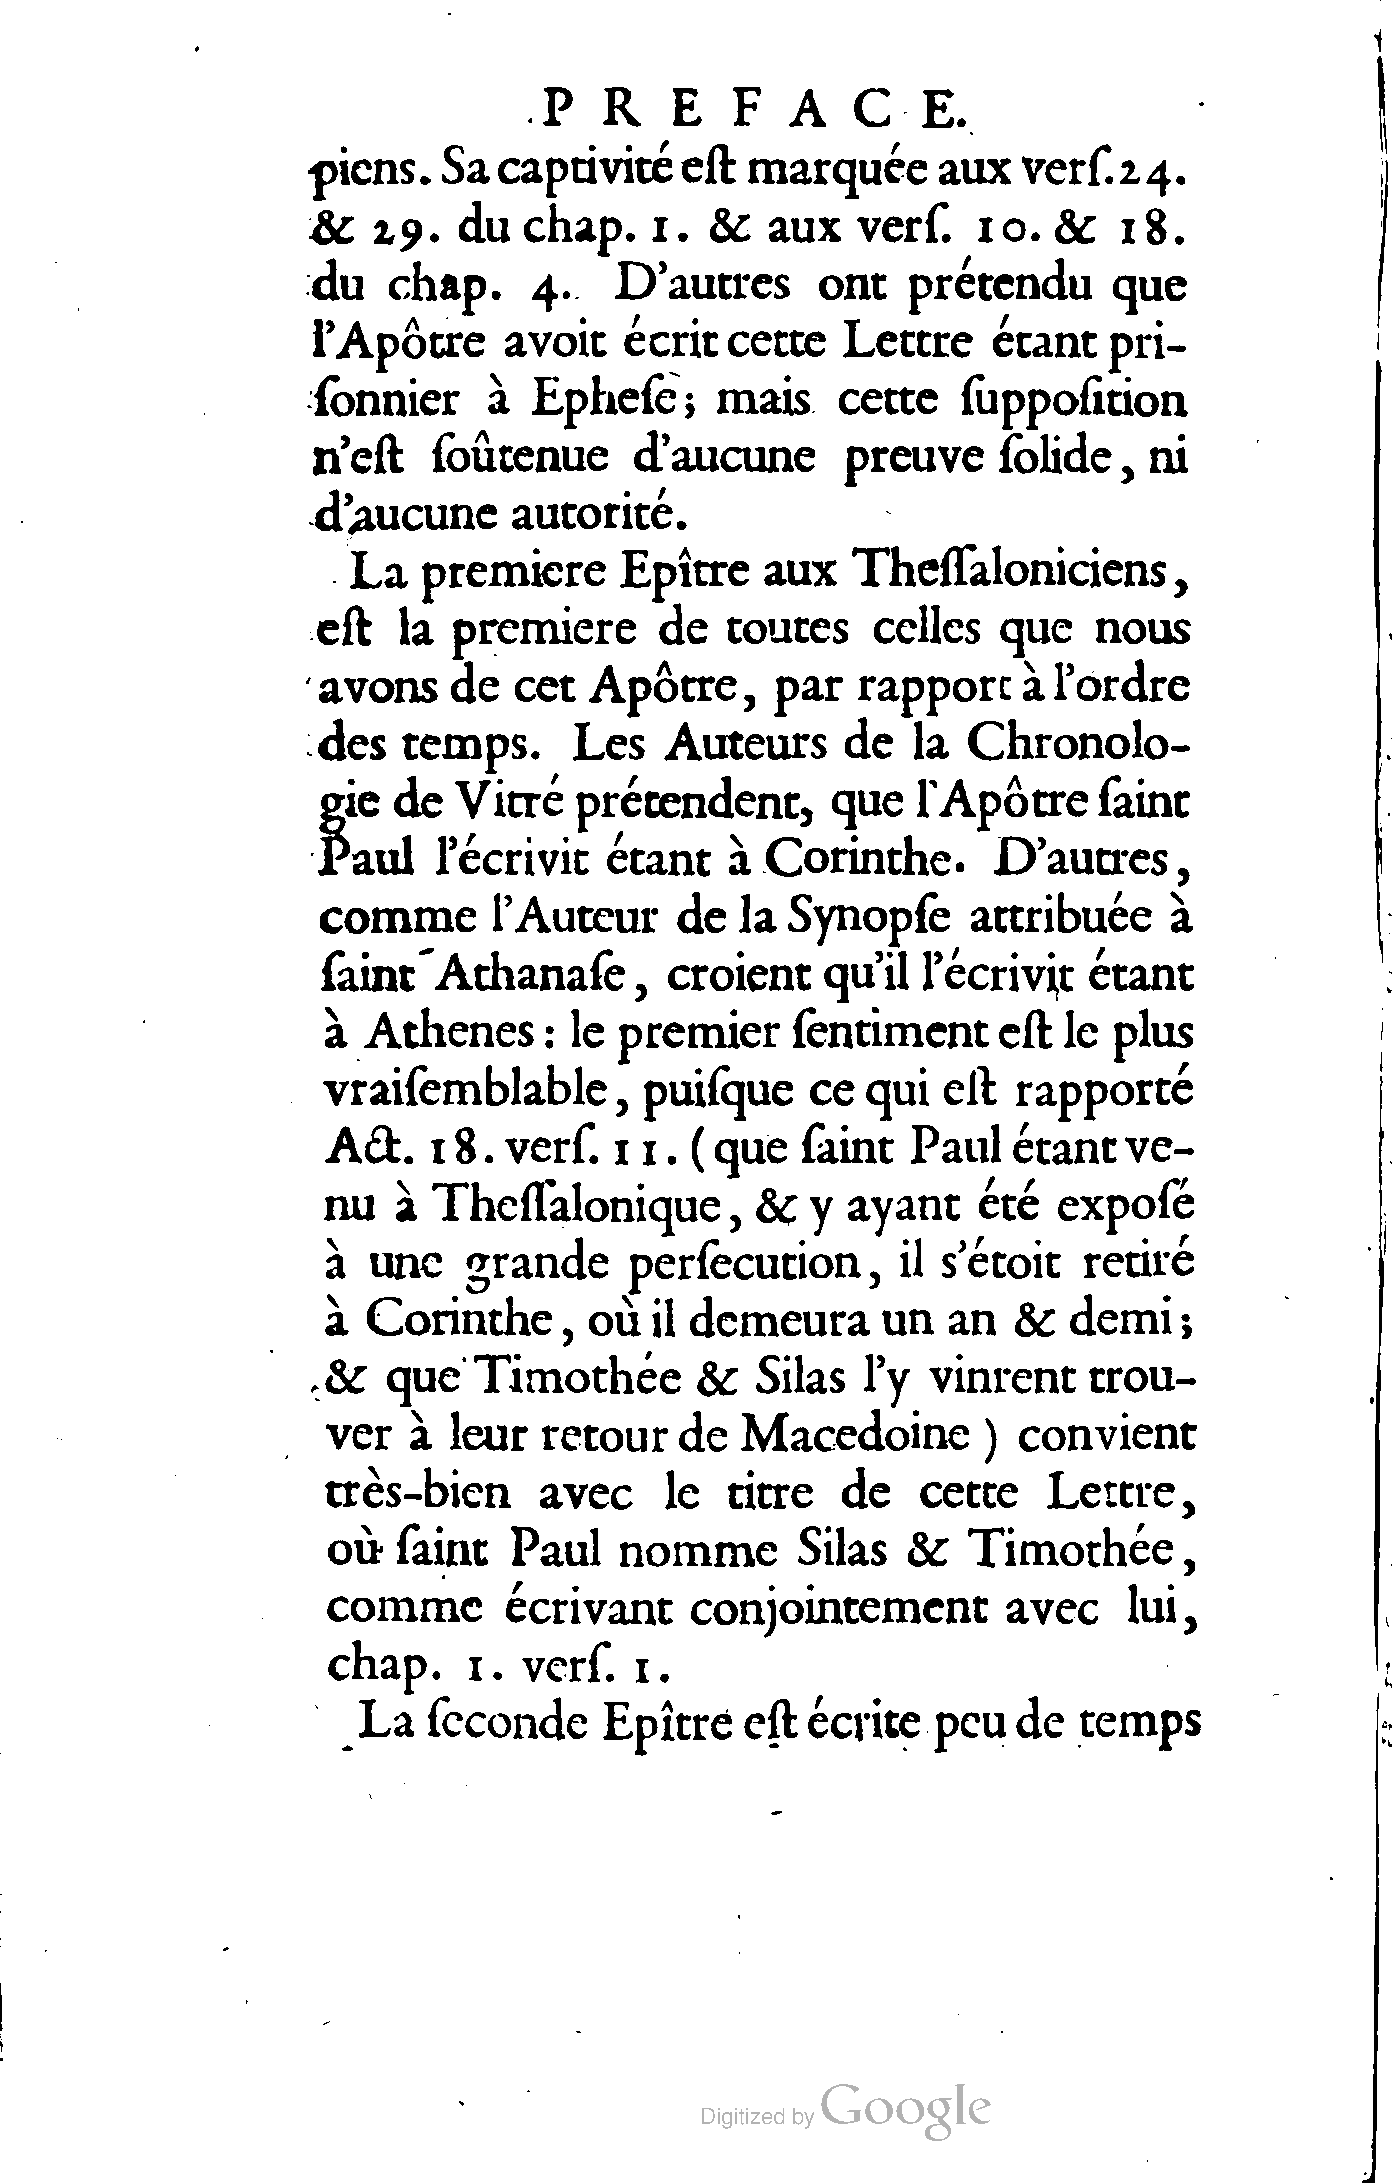 PREFACE.
piens. Sa captivité eſt marquée aux verſ. 24.
& 29. du chap. 1. & aux verſ. 10. & 18.
du chap. 4. D'autres ont prétendu que
l'Apôtre avoit écrit cette Lettre étant pri-
ſonnier à Epheſe; mais cette ſuppoſition
n'eſt ſoûtenue d'aucune preuve ſolide, ni
d'aucune autorité.
La premiere Epître aux Theſſaloniciens,
eſt la premiere de toutes celles que nous
avons de cet Apôtre, par rapport à l'ordre
des temps. Les Auteurs de la Chronolo-
gie de Vitré prétendent, que l'Apôtre ſaint
Paul l'écrivit étant à Corinthe. D'autres,
comme l'Auteur de la Synopſe attribuée à
ſaint Athanaſe, croient qu'il l'écrivit étant
à Athenes: le premier ſentiment eſt le plus
vraiſemblable, puiſque ce qui eſt rapporté
Act. 18. verſ. 11. (que ſaint Paul étant ve-
nu à Theſſalonique, & y ayant été expoſé
à une grande perſecution, il s'étoit retiré
à Corinthe, où il demeura un an & demi;
& que Timothée & Silas l'y vinrent trou-
ver à leur retour de Macedoine) convient
très-bien avec le titre de cette Lettre,
où ſaint Paul nomme Silas & Timothée,
comme écrivant conjointement avec lui,
chap. 1. verſ. 1.
La ſeconde Epître eſt écrite peu de temps
Digitized by Google